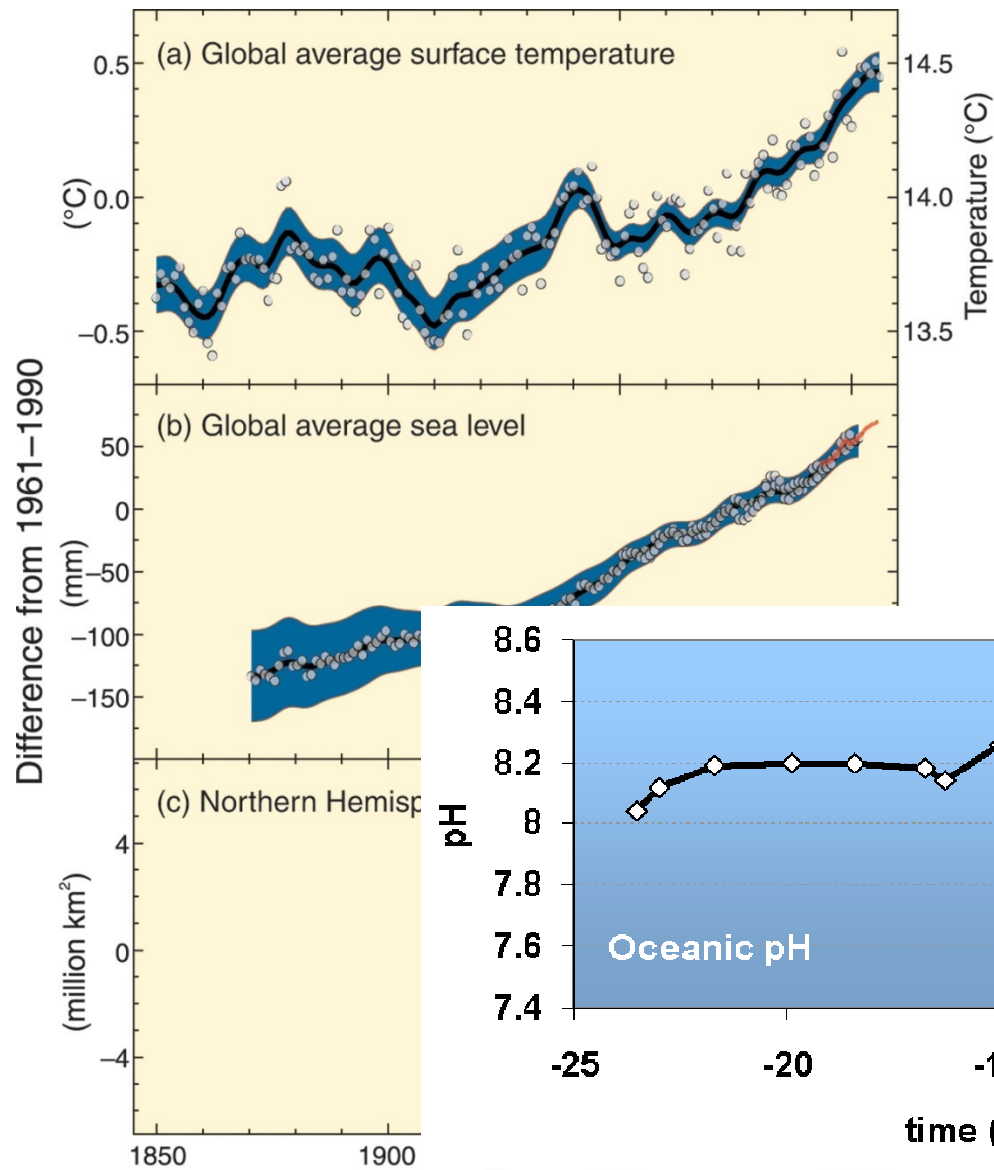 (a) Global average surface temperature
0.5
0.0
−0.5
(°C)
14.5
14.0
13.5
Temperature (°C)
Difference from 1961–1990
(b) Global average sea level
50
0
−50
−100
−150
(mm)
(c) Northern Hemisp
4
0
−4
(million km²)
1850
1900
8.6
8.4
8.2
8
7.8
7.6
7.4
pH
Oceanic pH
-25
-20
-1
time (